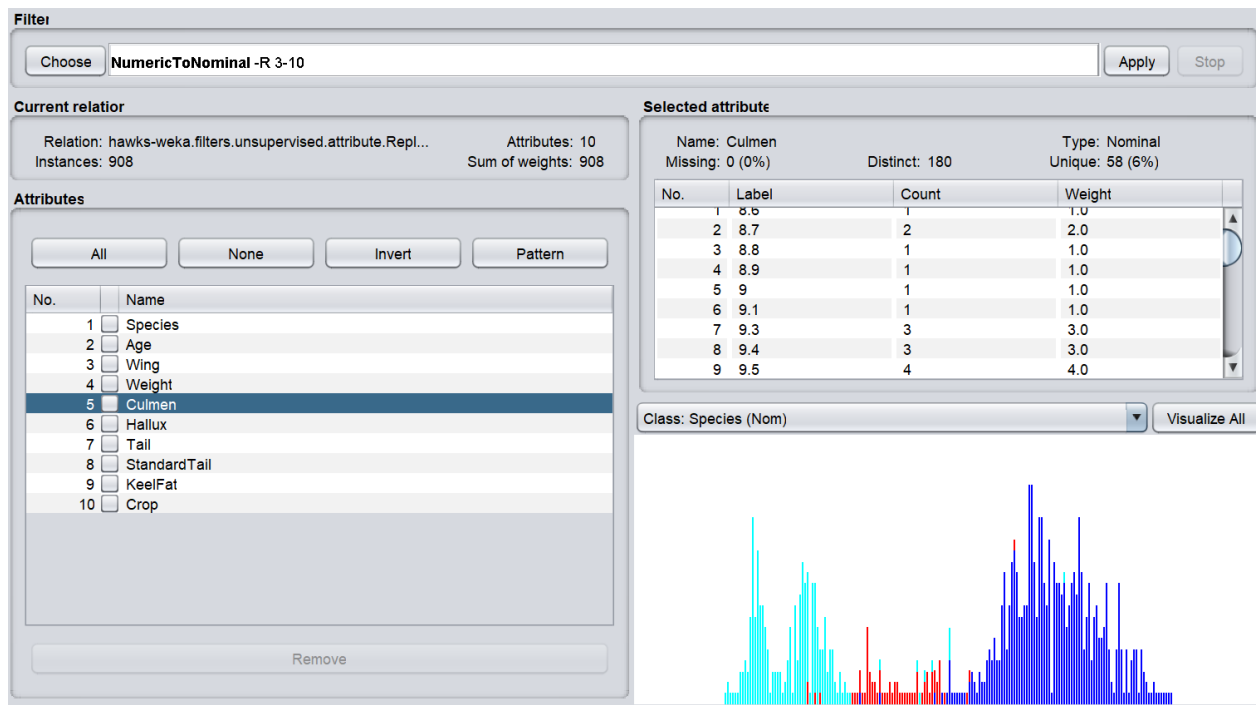 Filter
Choose NumericToNominal -R 3-10 Apply Stop
Current relation
Relation: hawks-weka.filters.unsupervised.attribute.Repl... Attributes: 10
Instances: 908 Sum of weights: 908
Attributes
All None Invert Pattern
No. Name
1 Species
2 Age
3 Wing
4 Weight
5 Culmen
6 Hallux
7 Tail
8 StandardTail
9 KeelFat
10 Crop
Remove
Selected attribute
Name: Culmen Type: Nominal
Missing: 0 (0%) Distinct: 180 Unique: 58 (6%)
No. Label Count Weight
1 8.6 1 1.0
2 8.7 2 2.0
3 8.8 1 1.0
4 8.9 1 1.0
5 9 1 1.0
6 9.1 1 1.0
7 9.3 3 3.0
8 9.4 3 3.0
9 9.5 4 4.0
Class: Species (Nom) Visualize All